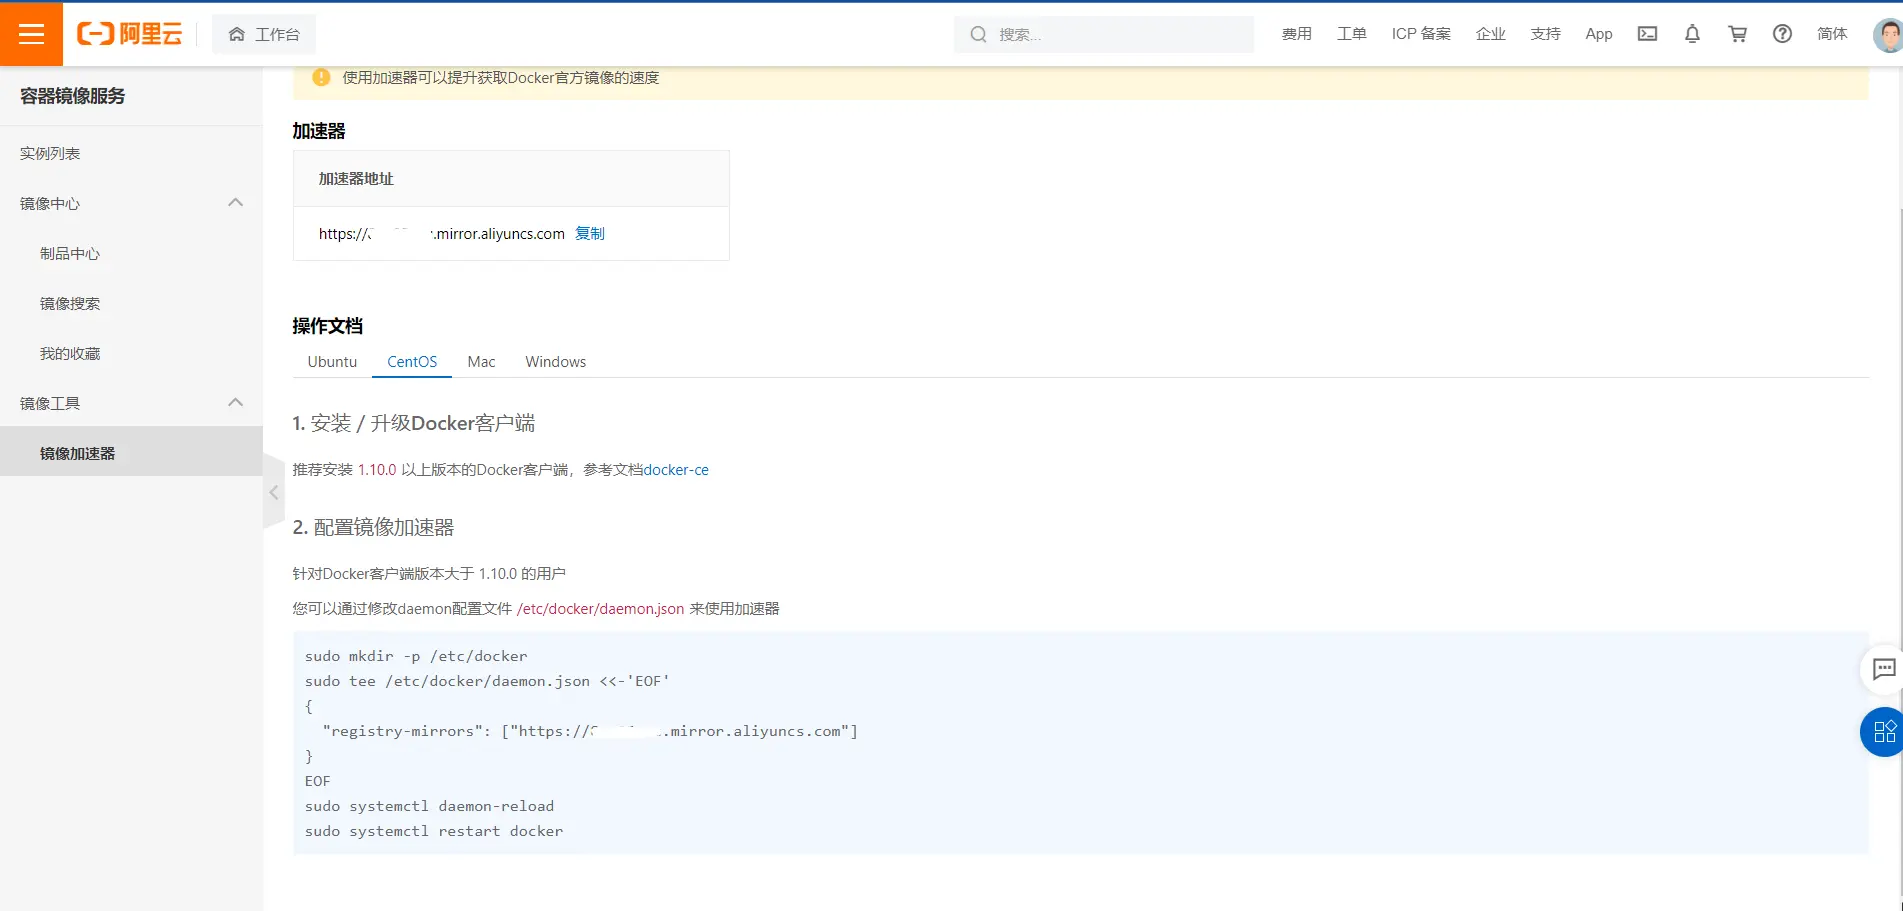 阿里云
工作台
搜索...
费用
工单
ICP 备案
企业
支持
App
简体
容器镜像服务
实例列表
镜像中心
制品中心
镜像搜索
我的收藏
镜像工具
镜像加速器
使用加速器可以提升获取Docker官方镜像的速度
加速器
加速器地址
https:// .mirror.aliyuncs.com 复制
操作文档
Ubuntu CentOS Mac Windows
1. 安装 / 升级Docker客户端
推荐安装 1.10.0 以上版本的Docker客户端，参考文档docker-ce
2. 配置镜像加速器
针对Docker客户端版本大于 1.10.0 的用户
您可以通过修改daemon配置文件 /etc/docker/daemon.json 来使用加速器
sudo mkdir -p /etc/docker
sudo tee /etc/docker/daemon.json <<-'EOF'
{
"registry-mirrors": ["https:// .mirror.aliyuncs.com"]
}
EOF
sudo systemctl daemon-reload
sudo systemctl restart docker